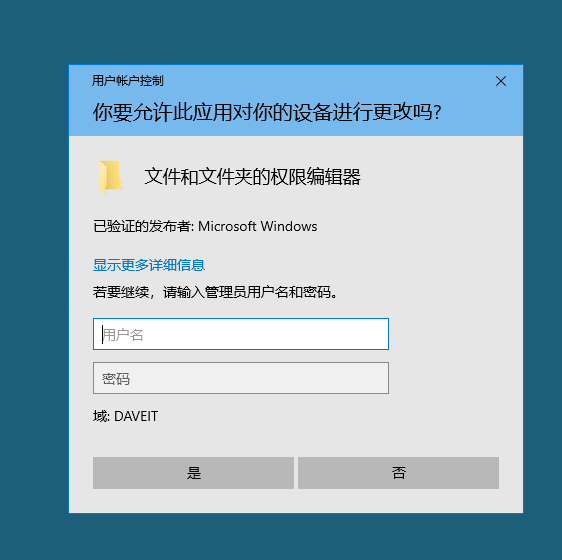 用户帐户控制
你要允许此应用对你的设备进行更改吗?
文件和文件夹的权限编辑器
已验证的发布者: Microsoft Windows
显示更多详细信息
若要继续，请输入管理员用户名和密码。
用户名
密码
域: DAVEIT
是
否